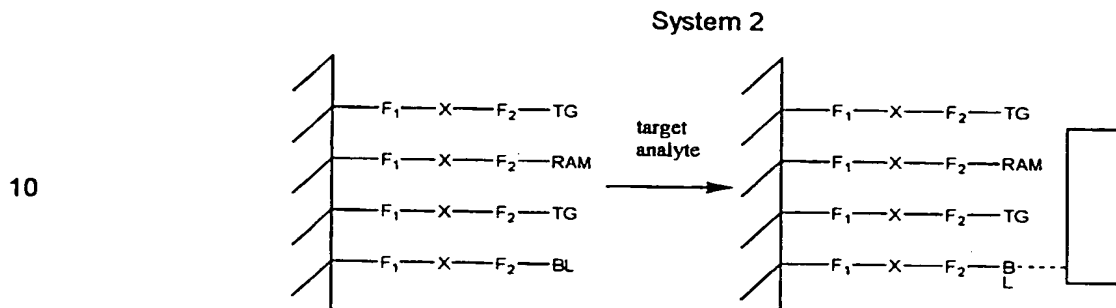 System 2
F₁—X—F₂—TG F₁—X—F₂—TG
target
analyte
F₁—X—F₂—RAM F₁—X—F₂—RAM
10
F₁—X—F₂—TG F₁—X—F₂—TG
F₁—X—F₂—BL F₁—X—F₂—B
L